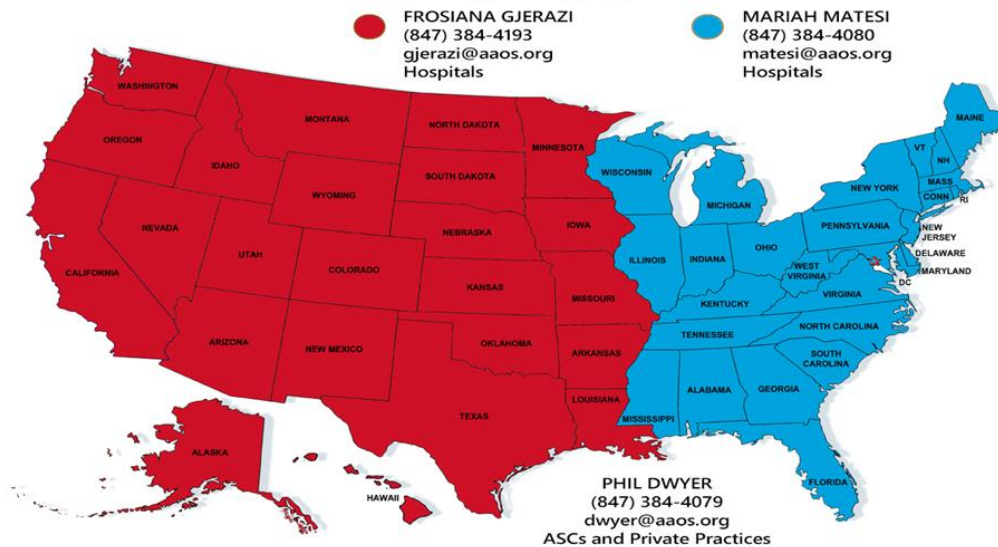 FROSIANA GJERAZI
(847) 384-4193
gjerazi@aaos.org
Hospitals
MARIAH MATESI
(847) 384-4080
matesi@aaos.org
Hospitals
WASHINGTON
OREGON
IDAHO
MONTANA
NORTH DAKOTA
MINNESOTA
SOUTH DAKOTA
WYOMING
NEVADA
CALIFORNIA
UTAH
COLORADO
NEBRASKA
IOWA
KANSAS
MISSOURI
ARIZONA
NEW MEXICO
OKLAHOMA
ARKANSAS
TEXAS
LOUISIANA
ALASKA
HAWAII
WISCONSIN
MICHIGAN
ILLINOIS
INDIANA
OHIO
KENTUCKY
TENNESSEE
MISSISSIPPI
ALABAMA
GEORGIA
FLORIDA
SOUTH
CAROLINA
NORTH CAROLINA
VIRGINIA
WEST
VIRGINIA
PENNSYLVANIA
NEW YORK
MAINE
VT
NH
MASS
CONN
RI
NEW
JERSEY
DELAWARE
MARYLAND
DC
PHIL DWYER
(847) 384-4079
dwyer@aaos.org
ASCs and Private Practices